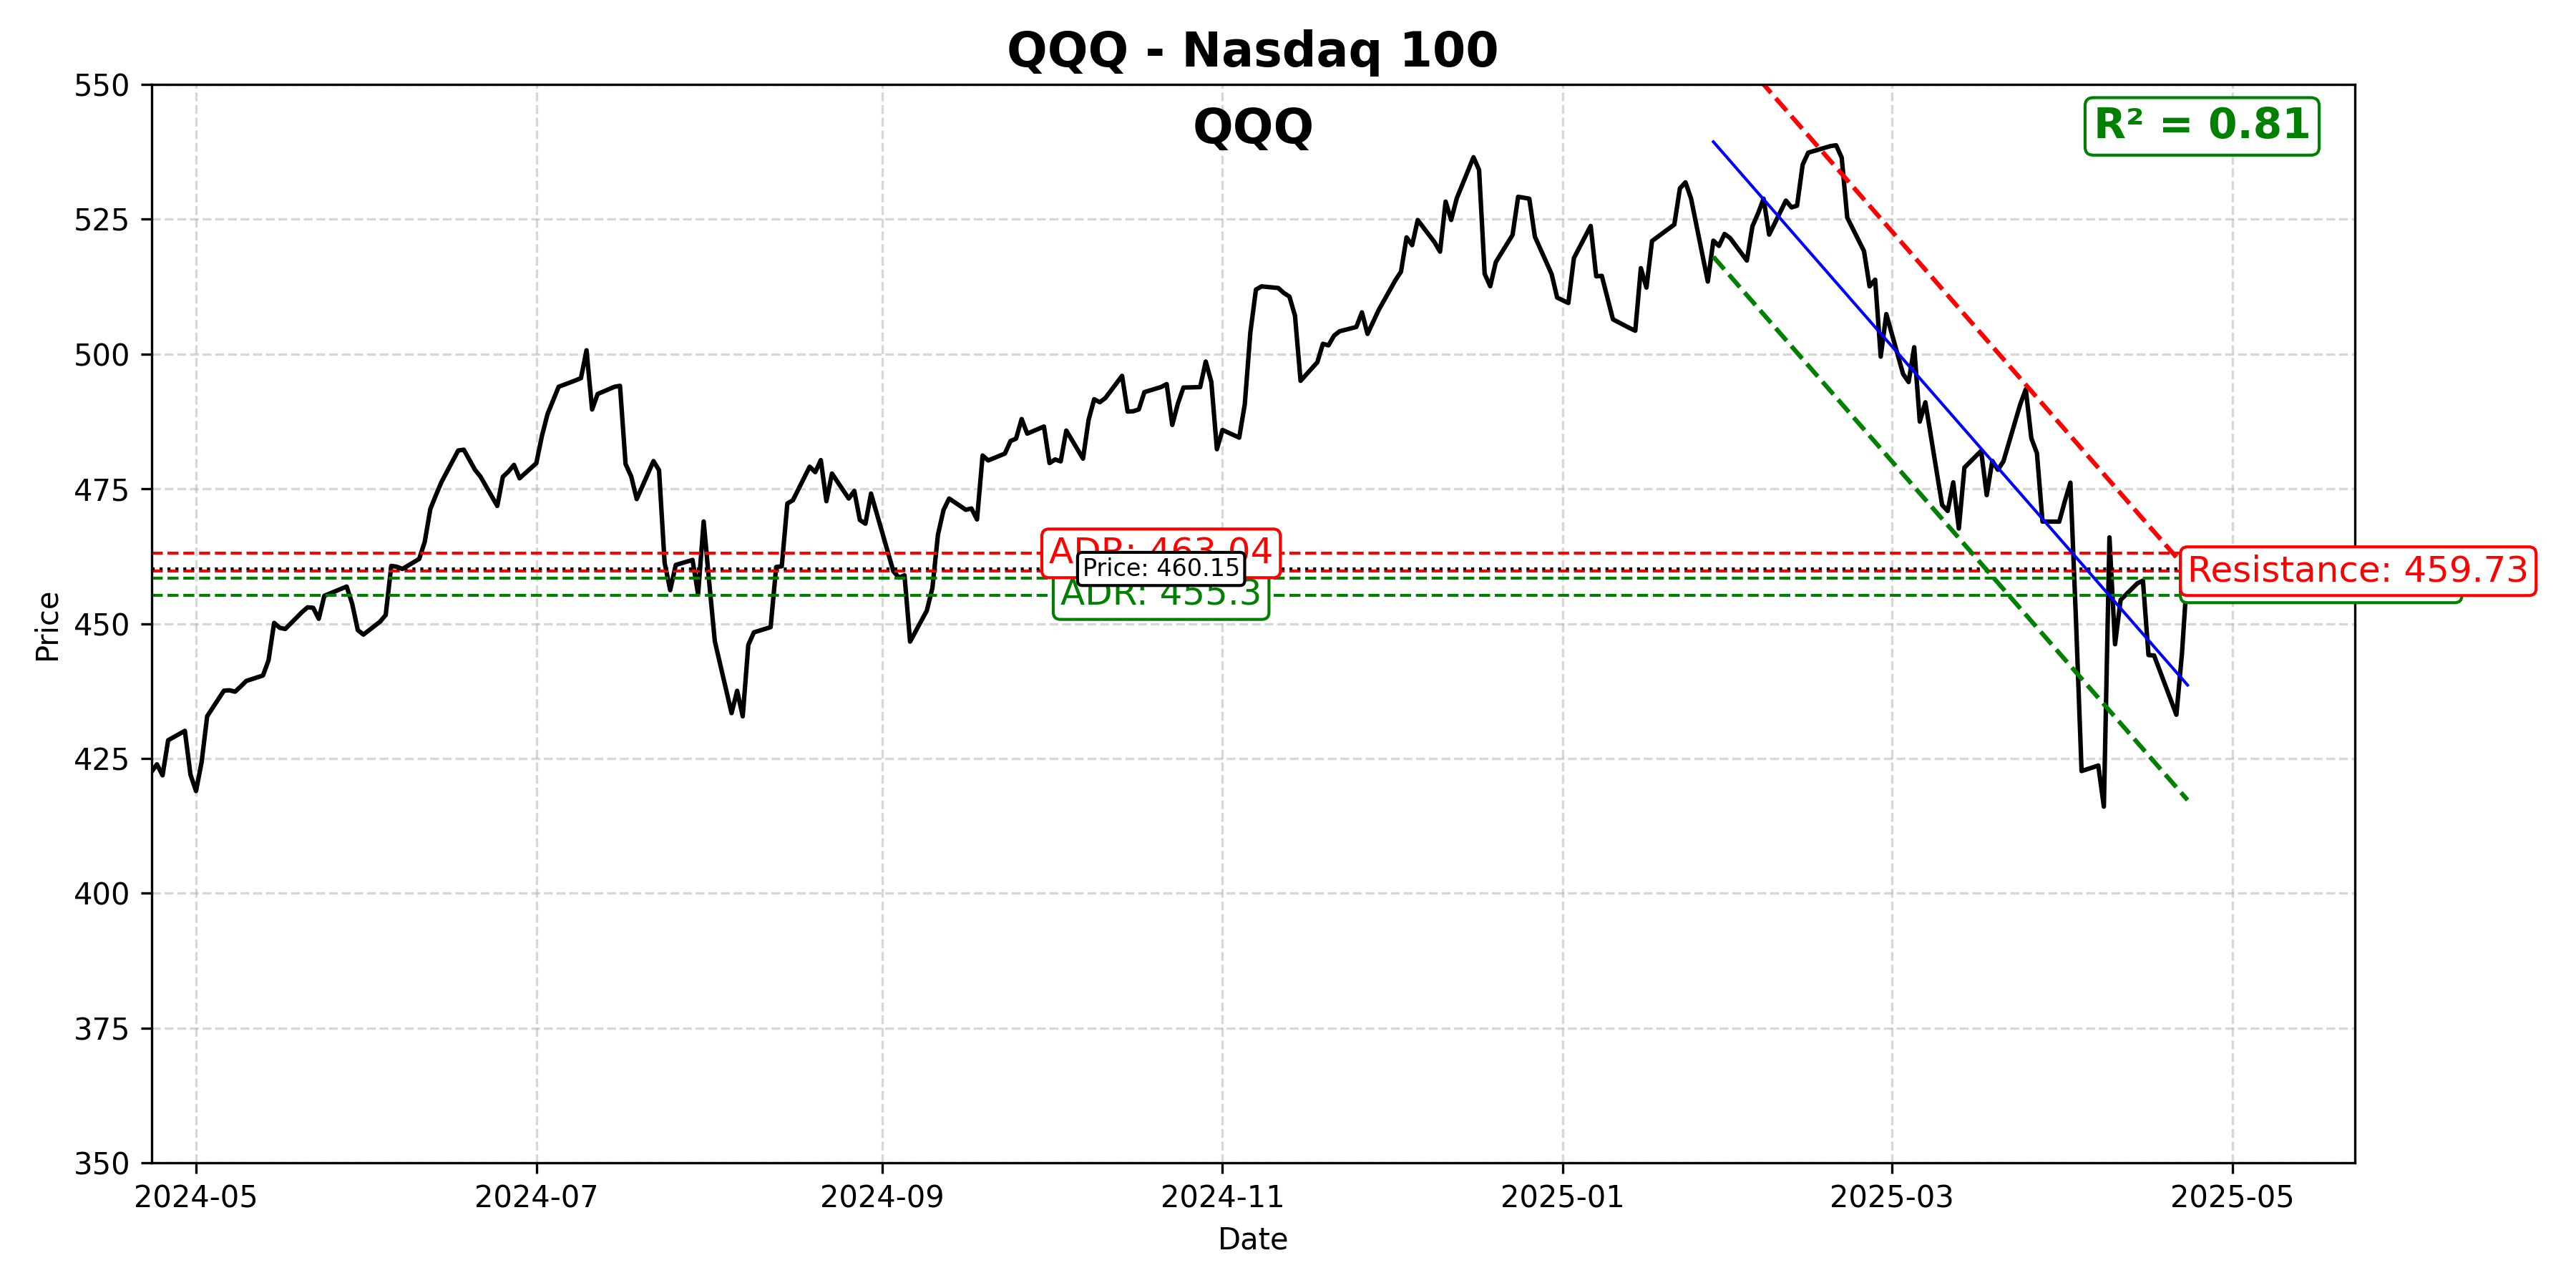 QQQ - Nasdaq 100
QQQ
R² = 0.81
550
525
500
475
450
425
400
375
350
Price
ADR: 463.04
Price: 460.15
ADR: 455.3
Resistance: 459.73
2024-05
2024-07
2024-09
2024-11
2025-01
2025-03
2025-05
Date